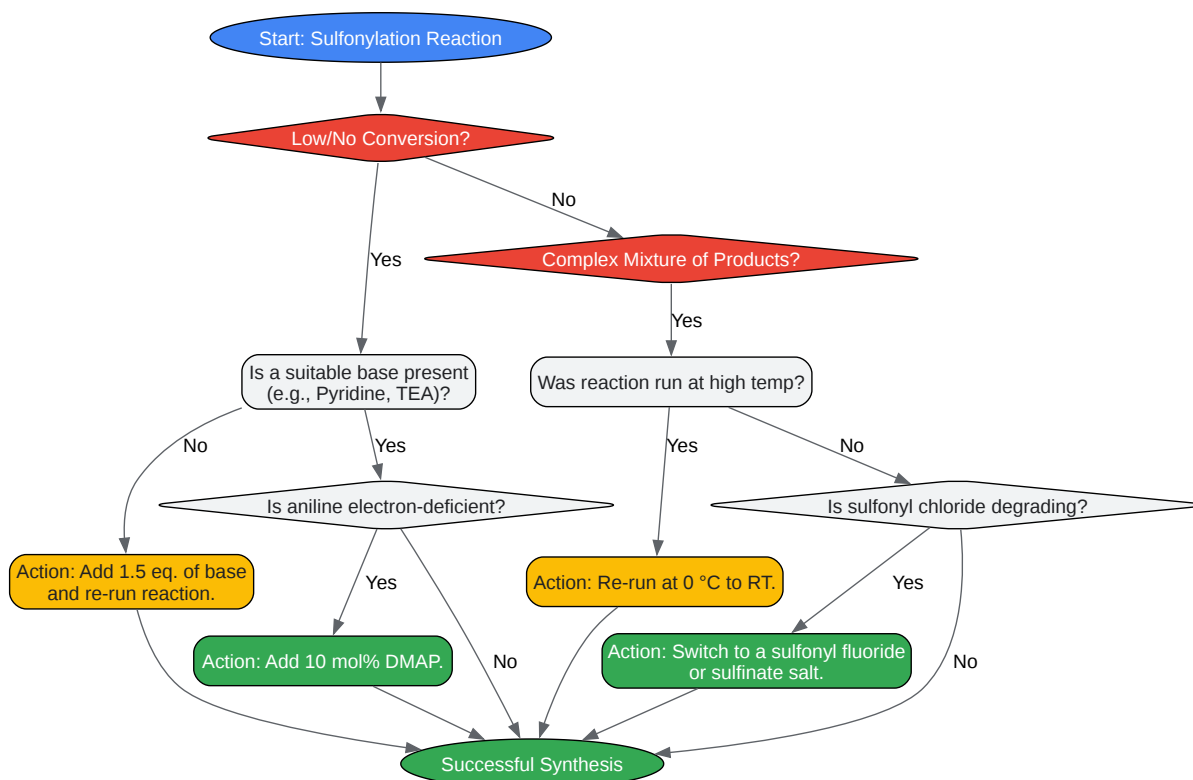 Start: Sulfonylation Reaction
Low/No Conversion?
No
Yes
Complex Mixture of Products?
Yes
Is a suitable base present
(e.g., Pyridine, TEA)?
Was reaction run at high temp?
No
Yes
Yes
No
Is aniline electron-deficient?
Is sulfonyl chloride degrading?
Action: Add 1.5 eq. of base
and re-run reaction.
Yes
Action: Re-run at 0 °C to RT.
Yes
Action: Add 10 mol% DMAP.
No
Action: Switch to a sulfonyl fluoride
or sulfinate salt.
No
Successful Synthesis